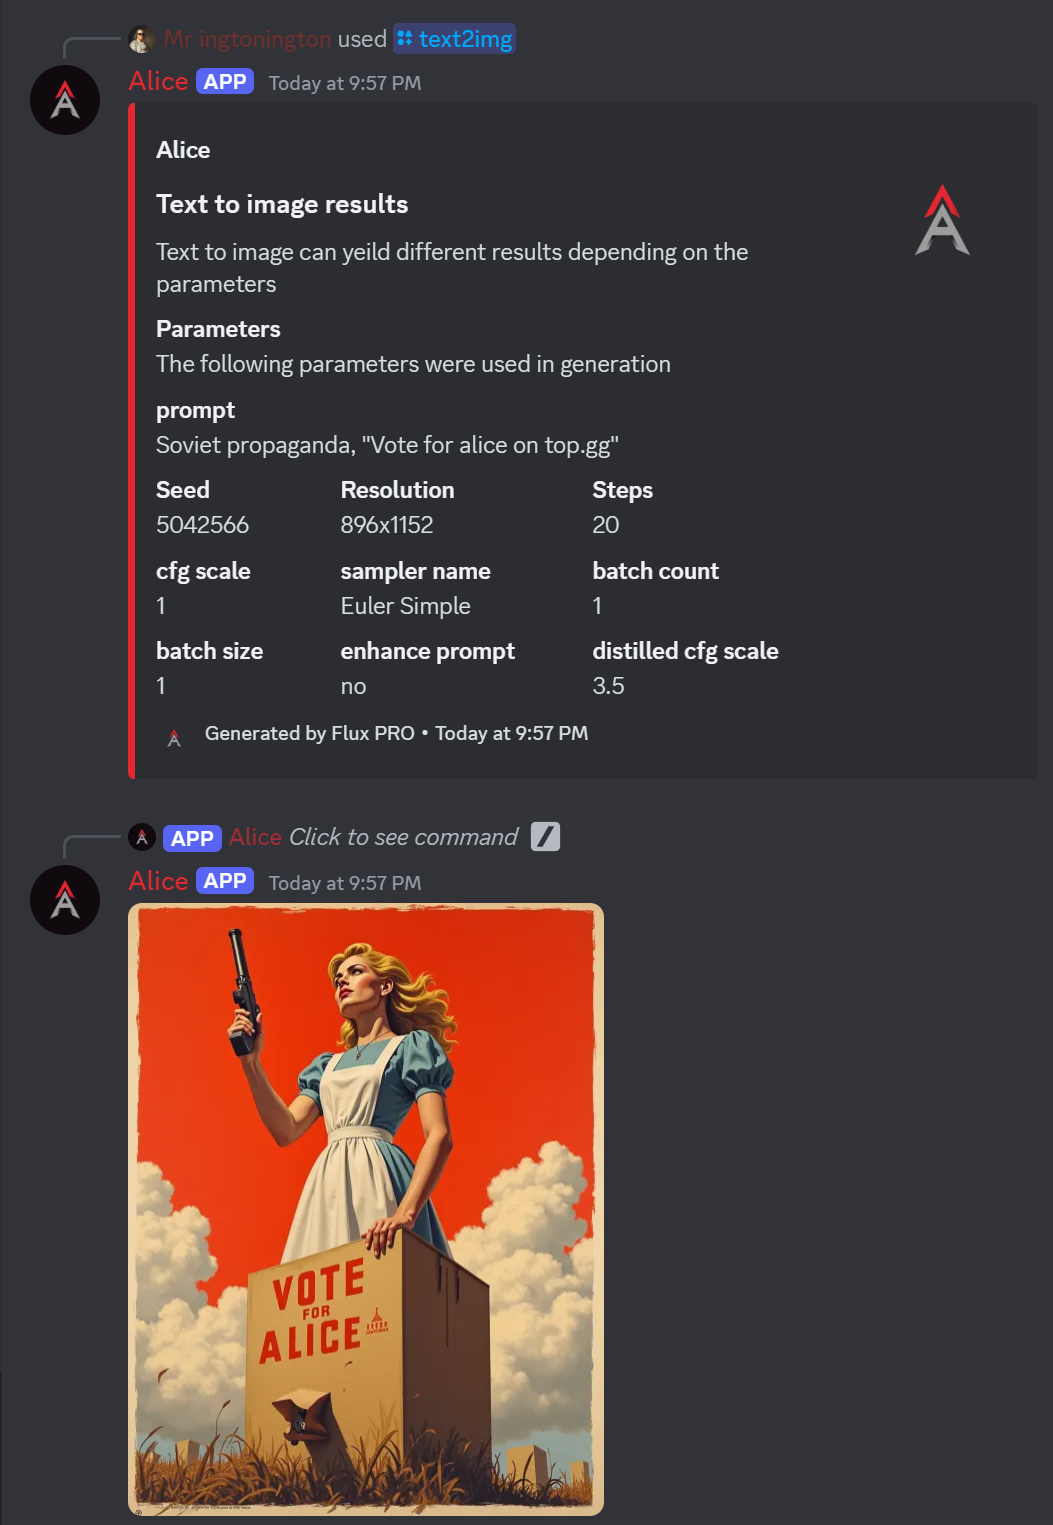 Mr ingtonington used text2img
Alice APP Today at 9:57 PM
Alice
Text to image results
Text to image can yeild different results depending on the
parameters
Parameters
The following parameters were used in generation
prompt
Soviet propaganda, "Vote for alice on top.gg"
Seed Resolution Steps
5042566 896x1152 20
cfg scale sampler name batch count
1 Euler Simple 1
batch size enhance prompt distilled cfg scale
1 no 3.5
Generated by Flux PRO • Today at 9:57 PM
APP Alice Click to see command
Alice APP Today at 9:57 PM
VOTE
FOR
ALICE